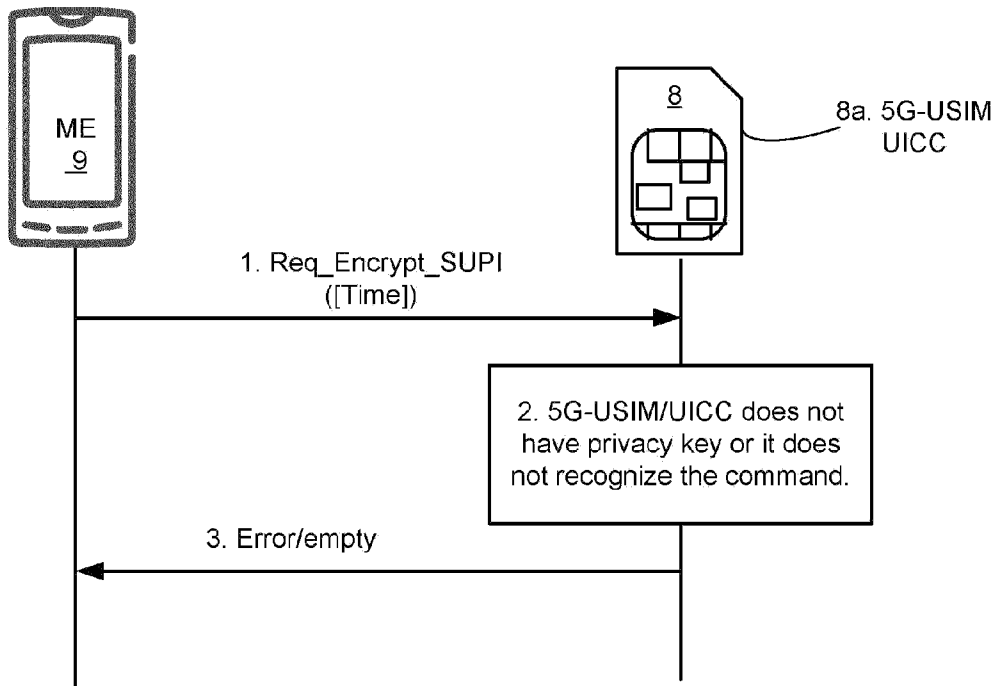 ME
9
8
8a. 5G-USIM
UICC
1. Req_Encrypt_SUPI
([Time])
2. 5G-USIM/UICC does not
have privacy key or it does
not recognize the command.
3. Error/empty